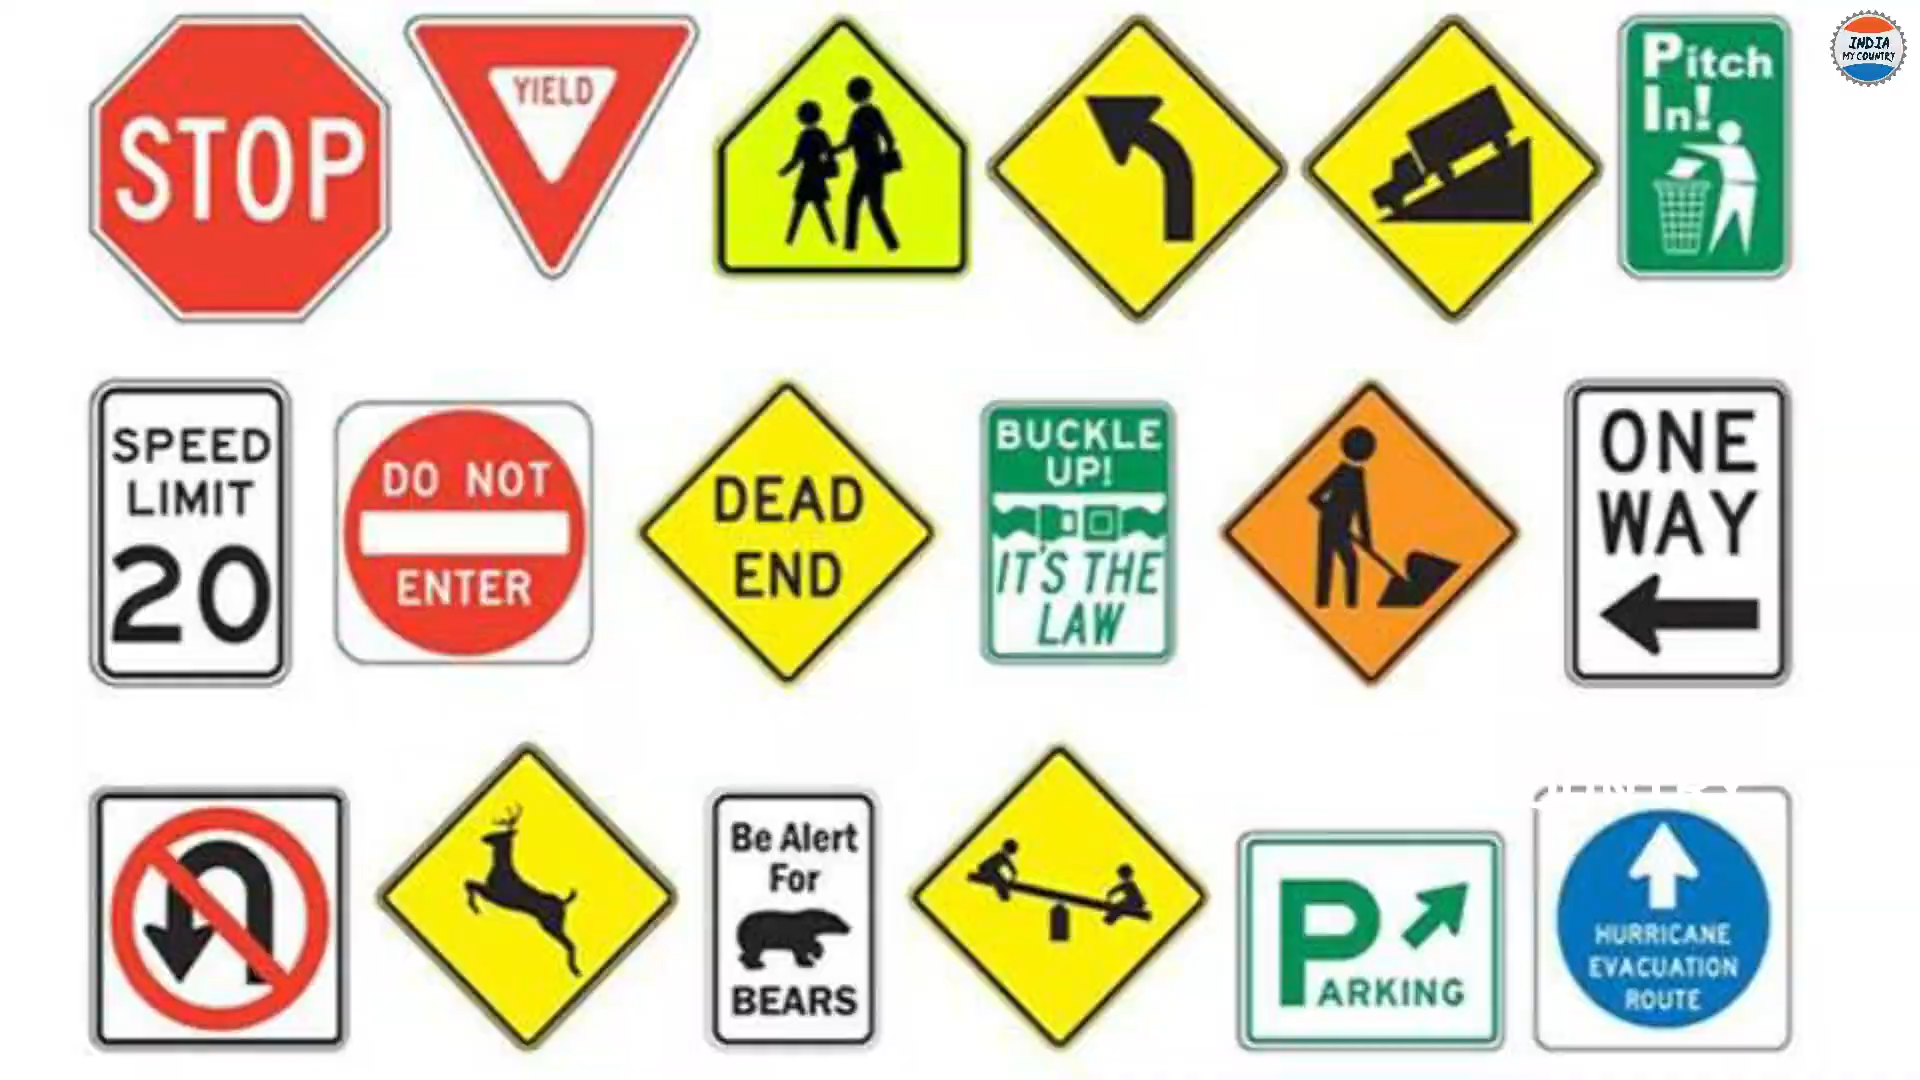 STOP
YIELD
Pitch
In!
INDIA
MY COUNTRY
SPEED
LIMIT
20
DO NOT
ENTER
DEAD
END
BUCKLE
UP!
IT'S THE
LAW
ONE
WAY
Be Alert
For
BEARS
PARKING
HURRICANE
EVACUATION
ROUTE